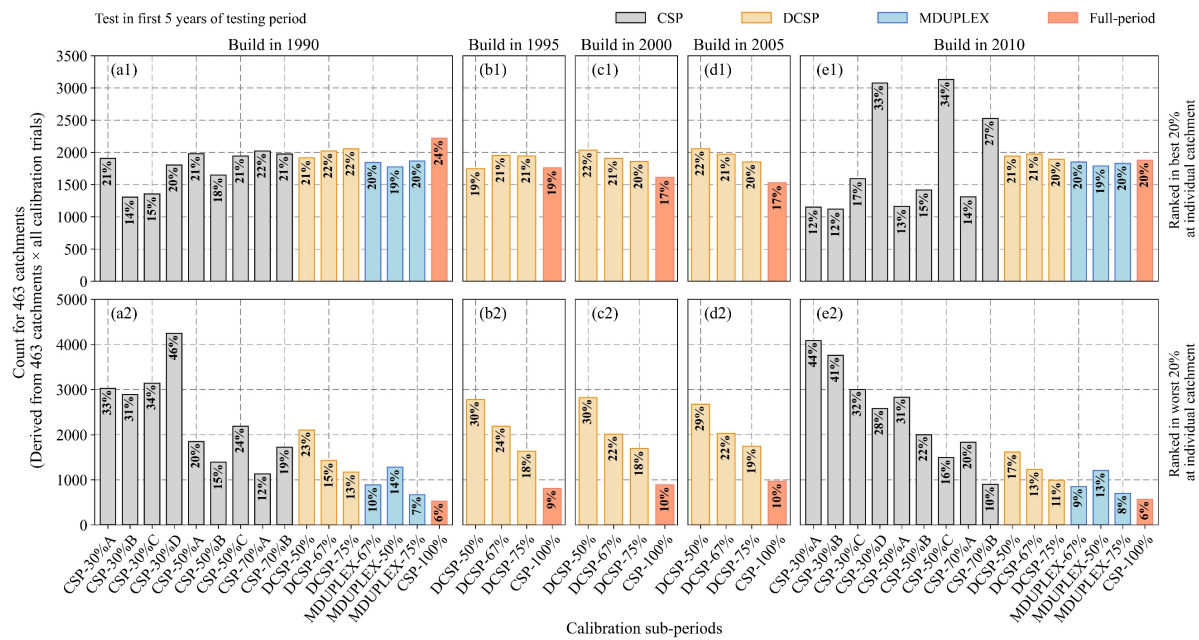 Test in first 5 years of testing period
CSP
DCSP
MDUPLEX
Full-period
Build in 1990
Build in 1995
Build in 2000
Build in 2005
Build in 2010
Count for 463 catchments
(Derived from 463 catchments × all calibration trials)
3500
3000
2500
2000
1500
1000
500
0
(a1)
21%
14%
15%
20%
21%
18%
21%
22%
21%
21%
22%
22%
20%
19%
20%
24%
(b1)
19%
21%
21%
19%
(c1)
22%
21%
20%
17%
(d1)
22%
21%
20%
17%
(e1)
12%
12%
17%
33%
13%
15%
34%
14%
27%
21%
21%
20%
20%
19%
20%
20%
Ranked in best 20%
at individual catchment
5000
4000
3000
2000
1000
0
(a2)
33%
31%
34%
46%
20%
15%
24%
12%
19%
23%
15%
13%
10%
14%
7%
6%
(b2)
30%
24%
18%
9%
(c2)
30%
22%
18%
10%
(d2)
29%
22%
19%
10%
(e2)
44%
41%
32%
28%
31%
22%
16%
20%
10%
17%
13%
11%
9%
13%
8%
6%
Ranked in worst 20%
at individual catchment
CSP-30%A
CSP-30%B
CSP-30%C
CSP-30%D
CSP-50%A
CSP-50%B
CSP-50%C
CSP-70%A
CSP-70%B
DCSP-50%
DCSP-67%
DCSP-75%
MDUPLEX-67%
MDUPLEX-50%
MDUPLEX-75%
CSP-100%
DCSP-50%
DCSP-67%
DCSP-75%
CSP-100%
DCSP-50%
DCSP-67%
DCSP-75%
CSP-100%
DCSP-50%
DCSP-67%
DCSP-75%
CSP-100%
CSP-30%A
CSP-30%B
CSP-30%C
CSP-30%D
CSP-50%A
CSP-50%B
CSP-50%C
CSP-70%A
CSP-70%B
DCSP-50%
DCSP-67%
DCSP-75%
MDUPLEX-67%
MDUPLEX-50%
MDUPLEX-75%
CSP-100%
Calibration sub-periods